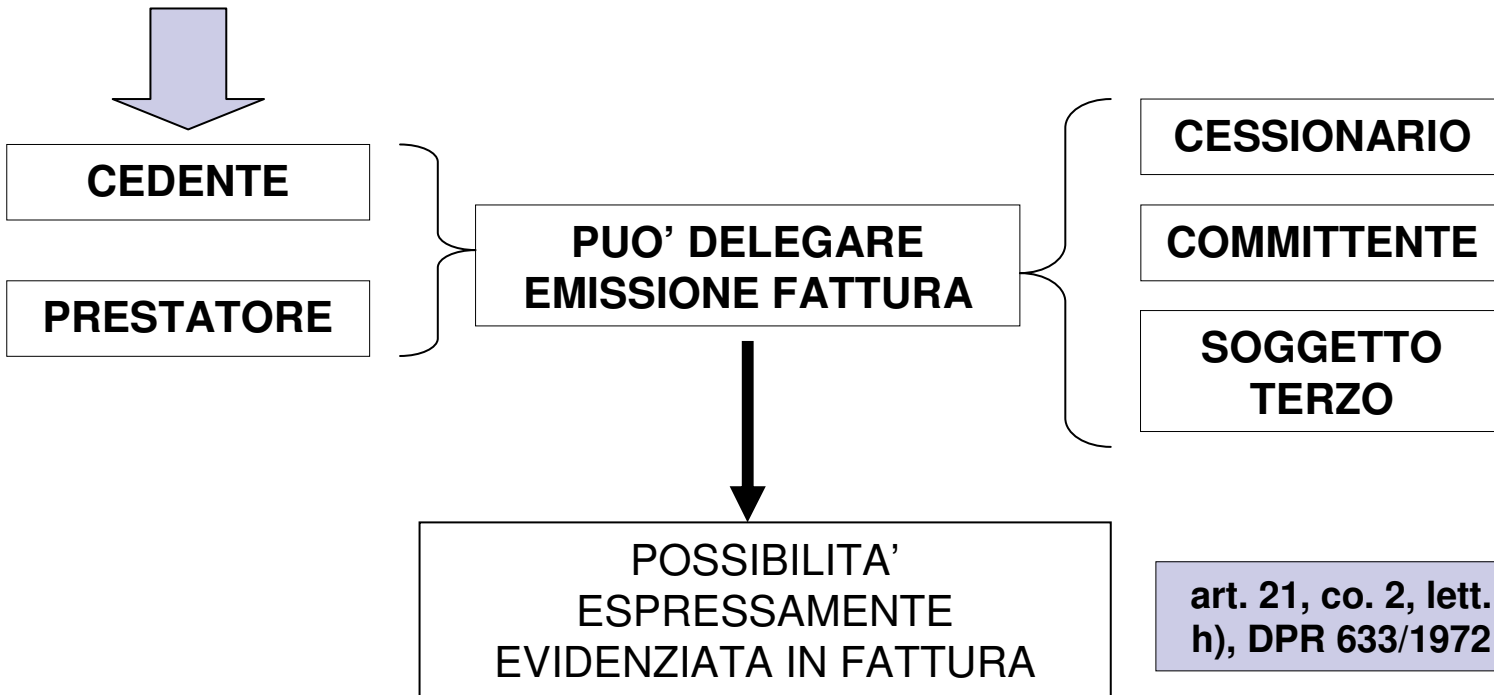 CEDENTE
PRESTATORE
PUO’ DELEGARE
EMISSIONE FATTURA
CESSIONARIO
COMMITTENTE
SOGGETTO
TERZO
POSSIBILITA’
ESPRESSAMENTE
EVIDENZIATA IN FATTURA
art. 21, co. 2, lett.
h), DPR 633/1972